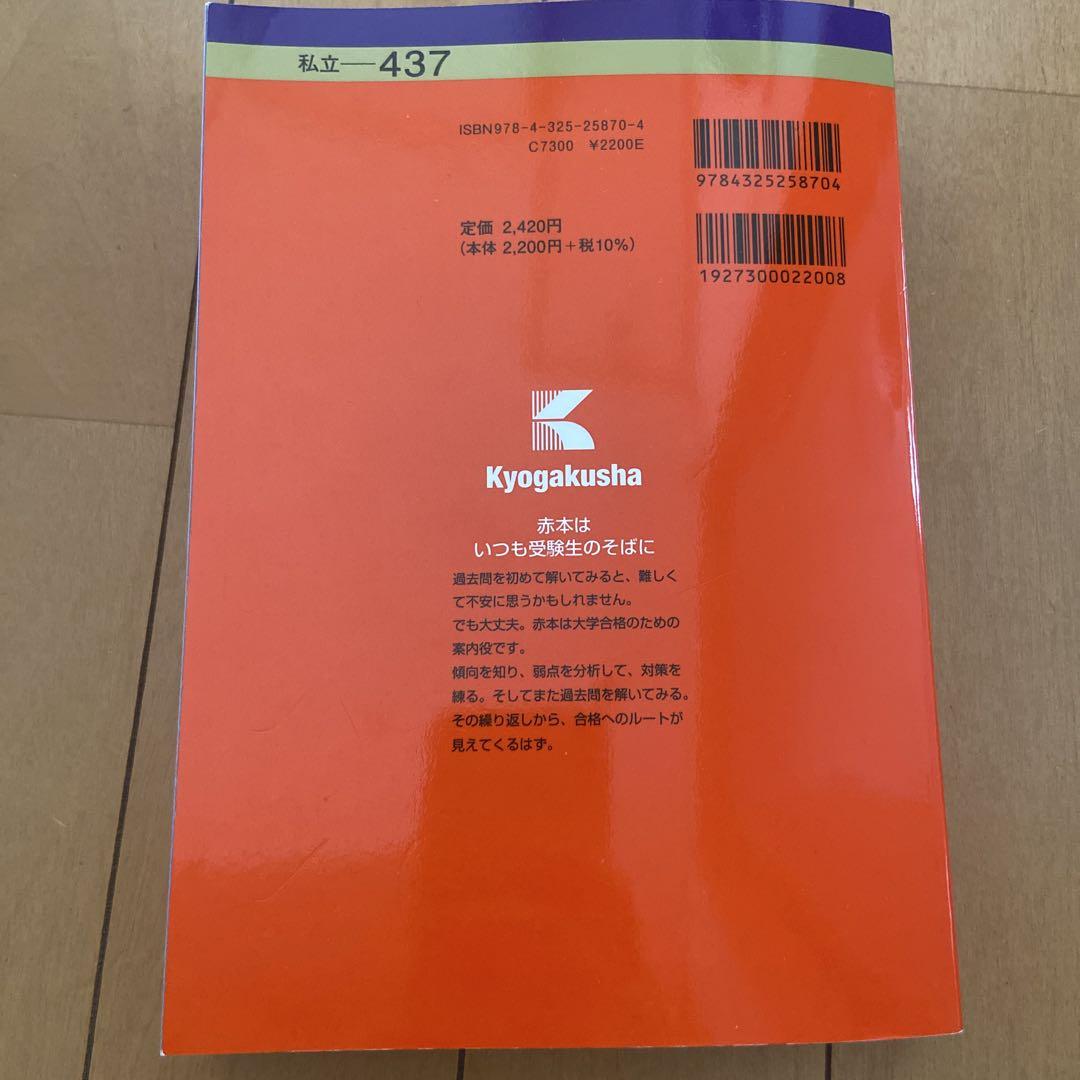 私立―437
ISBN978-4-325-25870-4
C7300 ¥2200E
9784325258704
定価 2,420円
(本体 2,200円+税10%)
1927300022008
Kyogakusha
赤本は
いつも受験生のそばに
過去問を初めて解いてみると、難しく
て不安に思うかもしれません。
でも大丈夫。赤本は大学合格のための
案内役です。
傾向を知り、弱点を分析して、対策を
練る。そしてまた過去問を解いてみる。
その繰り返しから、合格へのルートが
見えてくるはず。